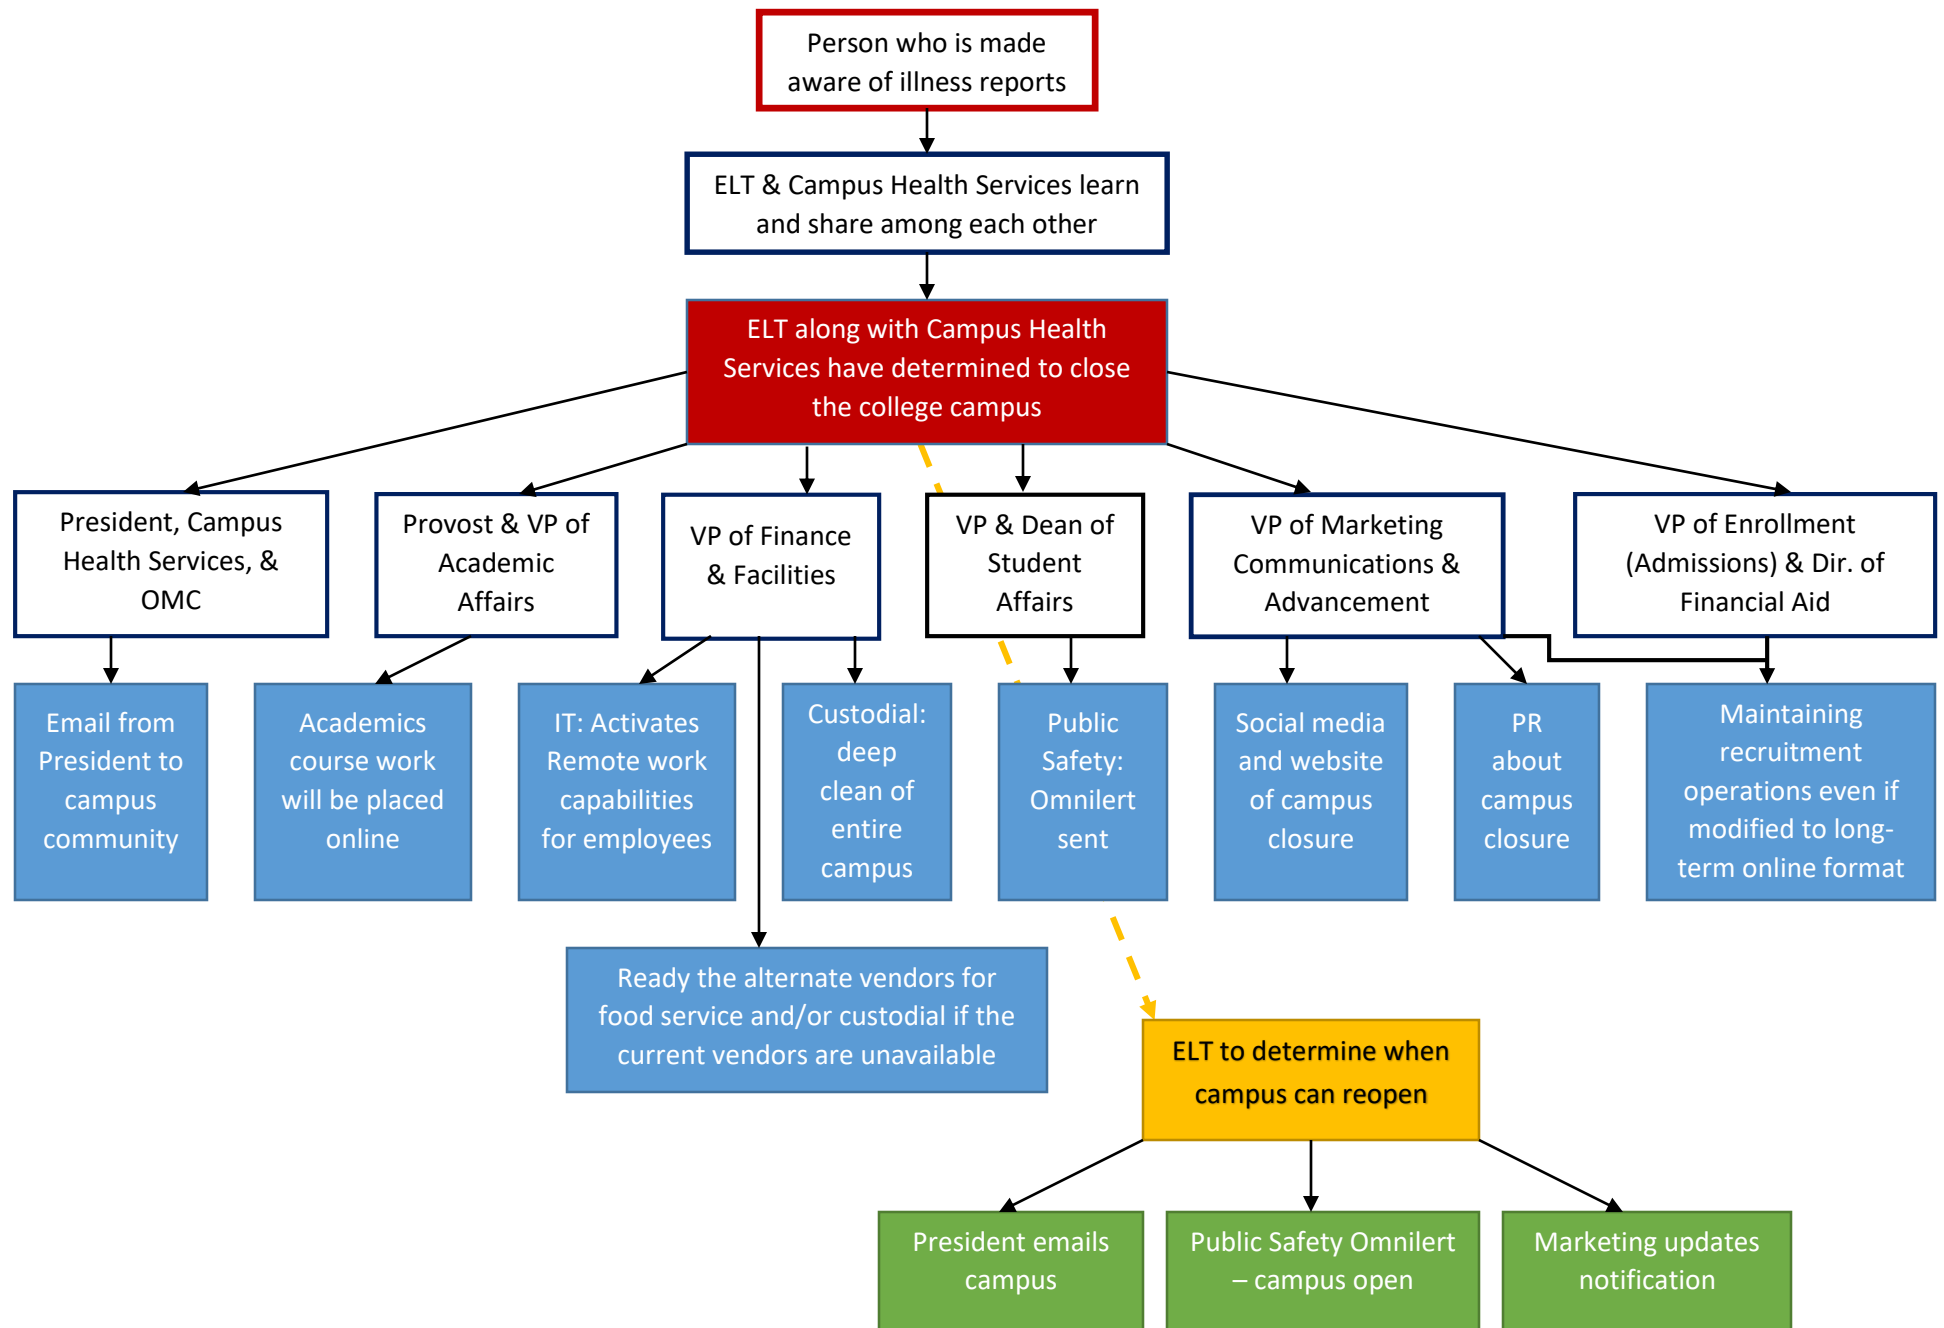 Person who is made
aware of illness reports
ELT & Campus Health Services learn
and share among each other
ELT along with Campus Health
Services have determined to close
the college campus
President, Campus
Health Services, &
OMC
Provost & VP of
Academic
Affairs
VP of Finance
& Facilities
VP & Dean of
Student
Affairs
VP of Marketing
Communications &
Advancement
VP of Enrollment
(Admissions) & Dir. of
Financial Aid
Email from
President to
campus
community
Academics
course work
will be placed
online
IT: Activates
Remote work
capabilities
for employees
Custodial:
deep
clean of
entire
campus
Public
Safety:
Omnilert
sent
Social media
and website
of campus
closure
PR
about
campus
closure
Maintaining
recruitment
operations even if
modified to long-
term online format
Ready the alternate vendors for
food service and/or custodial if the
current vendors are unavailable
ELT to determine when
campus can reopen
President emails
campus
Public Safety Omnilert
– campus open
Marketing updates
notification